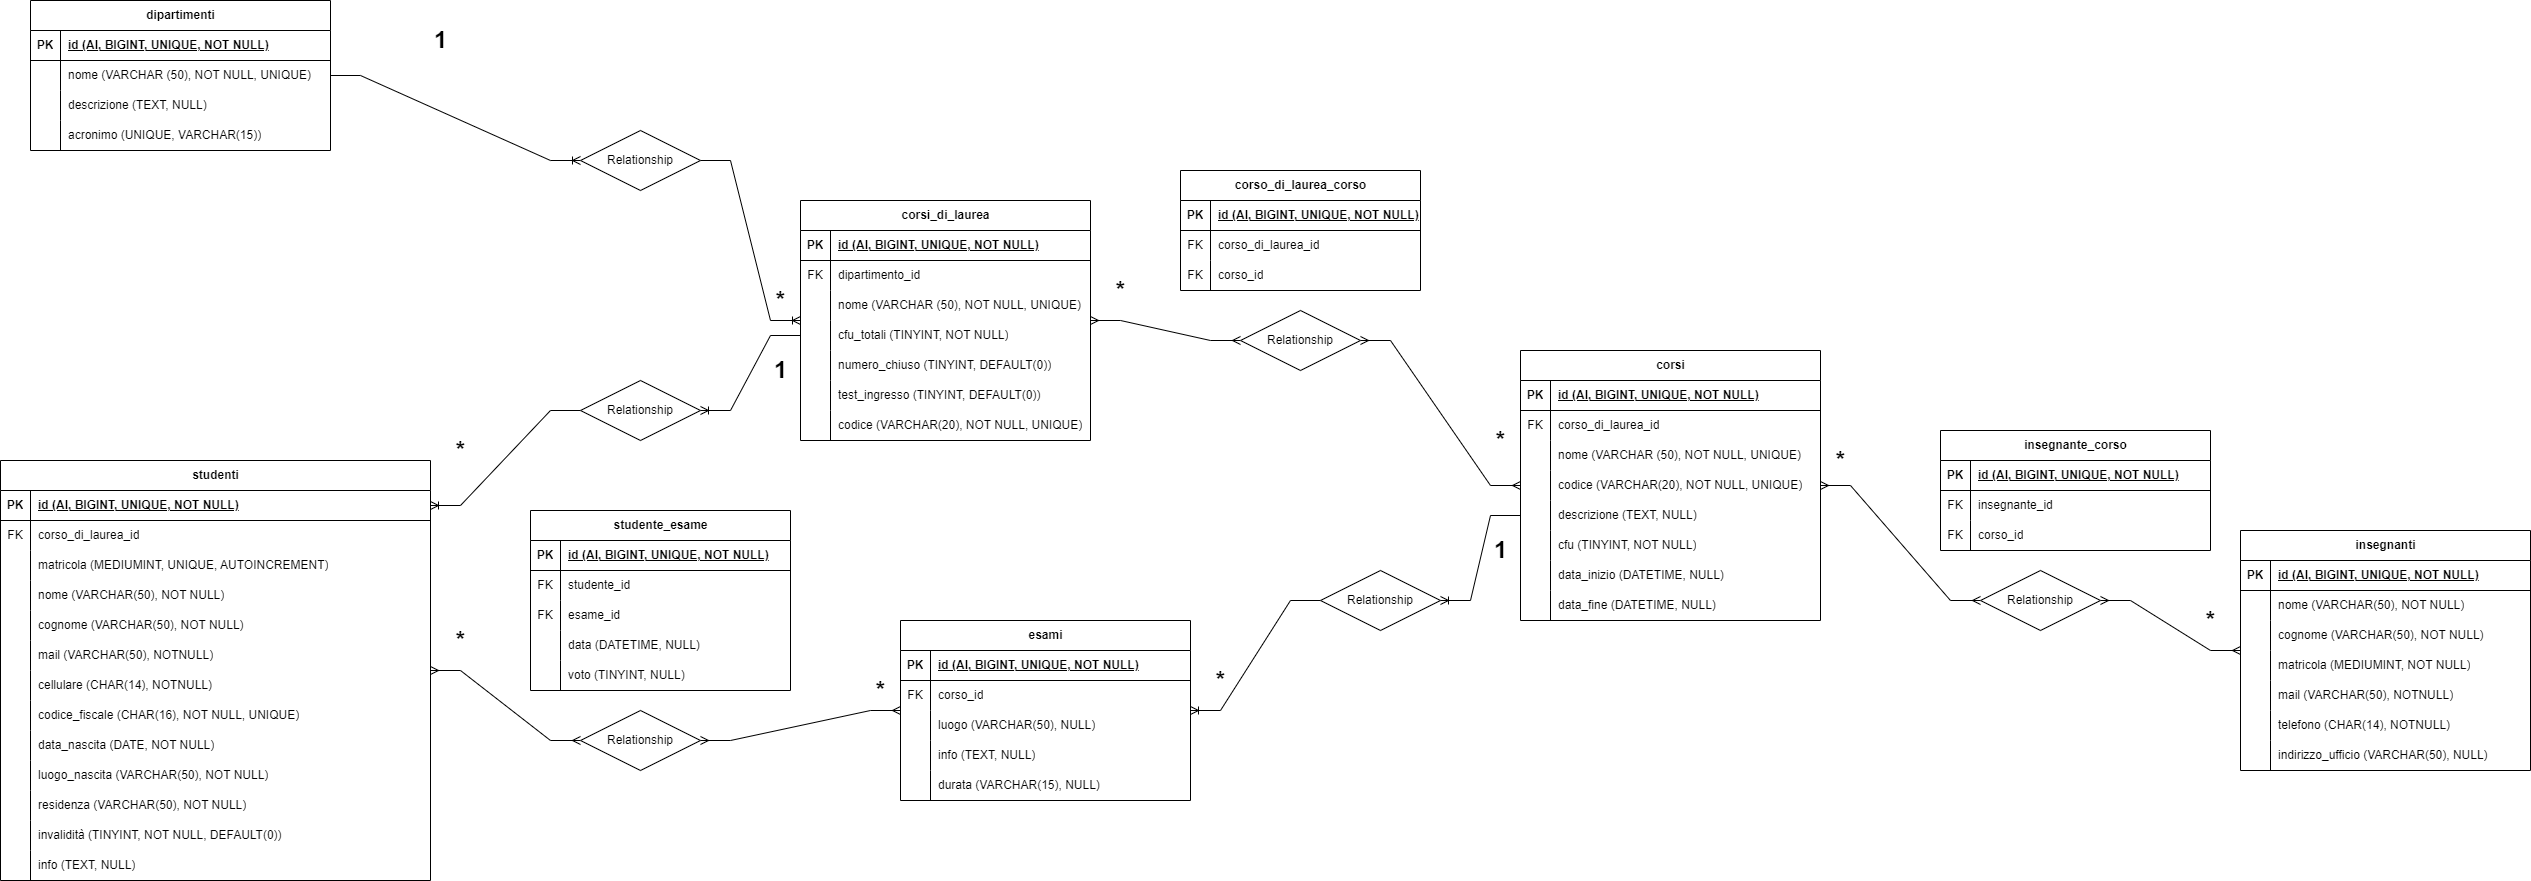 dipartimenti
PK id (AI, BIGINT, UNIQUE, NOT NULL)
nome (VARCHAR (50), NOT NULL, UNIQUE)
descrizione (TEXT, NULL)
acronimo (UNIQUE, VARCHAR(15))
1
Relationship
*
corsi_di_laurea
PK id (AI, BIGINT, UNIQUE, NOT NULL)
FK dipartimento_id
nome (VARCHAR (50), NOT NULL, UNIQUE)
cfu_totali (TINYINT, NOT NULL)
numero_chiuso (TINYINT, DEFAULT(0))
test_ingresso (TINYINT, DEFAULT(0))
codice (VARCHAR(20), NOT NULL, UNIQUE)
1
Relationship
*
studenti
PK id (AI, BIGINT, UNIQUE, NOT NULL)
FK corso_di_laurea_id
matricola (MEDIUMINT, UNIQUE, AUTOINCREMENT)
nome (VARCHAR(50), NOT NULL)
cognome (VARCHAR(50), NOT NULL)
mail (VARCHAR(50), NOTNULL)
cellulare (CHAR(14), NOTNULL)
codice_fiscale (CHAR(16), NOT NULL, UNIQUE)
data_nascita (DATE, NOT NULL)
luogo_nascita (VARCHAR(50), NOT NULL)
residenza (VARCHAR(50), NOT NULL)
invalidità (TINYINT, NOT NULL, DEFAULT(0))
info (TEXT, NULL)
*
studente_esame
PK id (AI, BIGINT, UNIQUE, NOT NULL)
FK studente_id
FK esame_id
data (DATETIME, NULL)
voto (TINYINT, NULL)
Relationship
*
esami
PK id (AI, BIGINT, UNIQUE, NOT NULL)
FK corso_id
luogo (VARCHAR(50), NULL)
info (TEXT, NULL)
durata (VARCHAR(15), NULL)
*
Relationship
1
corso_di_laurea_corso
PK id (AI, BIGINT, UNIQUE, NOT NULL)
FK corso_di_laurea_id
FK corso_id
*
Relationship
*
corsi
PK id (AI, BIGINT, UNIQUE, NOT NULL)
FK corso_di_laurea_id
nome (VARCHAR (50), NOT NULL, UNIQUE)
codice (VARCHAR(20), NOT NULL, UNIQUE)
descrizione (TEXT, NULL)
cfu (TINYINT, NOT NULL)
data_inizio (DATETIME, NULL)
data_fine (DATETIME, NULL)
*
insegnante_corso
PK id (AI, BIGINT, UNIQUE, NOT NULL)
FK insegnante_id
FK corso_id
Relationship
*
insegnanti
PK id (AI, BIGINT, UNIQUE, NOT NULL)
nome (VARCHAR(50), NOT NULL)
cognome (VARCHAR(50), NOT NULL)
matricola (MEDIUMINT, NOT NULL)
mail (VARCHAR(50), NOTNULL)
telefono (CHAR(14), NOTNULL)
indirizzo_ufficio (VARCHAR(50), NULL)